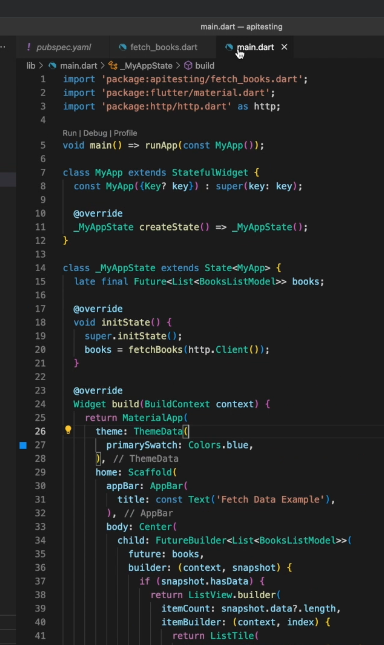 main.dart — apitesting
pubspec.yaml fetch_books.dart main.dart
lib > main.dart > _MyAppState > build
1 import 'package:apitesting/fetch_books.dart';
2 import 'package:flutter/material.dart';
3 import 'package:http/http.dart' as http;
4
Run | Debug | Profile
5 void main() => runApp(const MyApp());
6
7 class MyApp extends StatefulWidget {
8 const MyApp({Key? key}) : super(key: key);
9
10 @override
11 _MyAppState createState() => _MyAppState();
12 }
13
14 class _MyAppState extends State<MyApp> {
15 late final Future<List<BooksListModel>> books;
16
17 @override
18 void initState() {
19 super.initState();
20 books = fetchBooks(http.Client());
21 }
22
23 @override
24 Widget build(BuildContext context) {
25 return MaterialApp(
26 theme: ThemeData(
27 primarySwatch: Colors.blue,
28 ), // ThemeData
29 home: Scaffold(
30 appBar: AppBar(
31 title: const Text('Fetch Data Example'),
32 ), // AppBar
33 body: Center(
34 child: FutureBuilder<List<BooksListModel>>(
35 future: books,
36 builder: (context, snapshot) {
37 if (snapshot.hasData) {
38 return ListView.builder(
39 itemCount: snapshot.data?.length,
40 itemBuilder: (context, index) {
41 return ListTile(